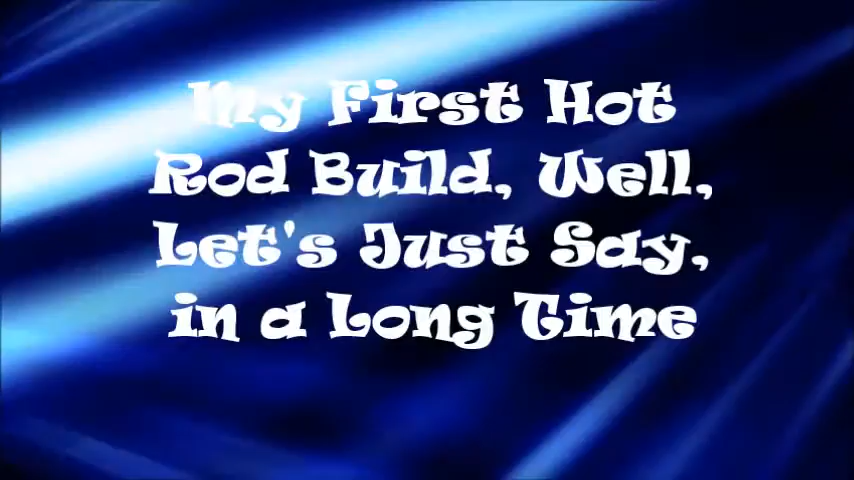 My First Hot
Rod Build, Well,
Let's Just Say,
in a Long Time